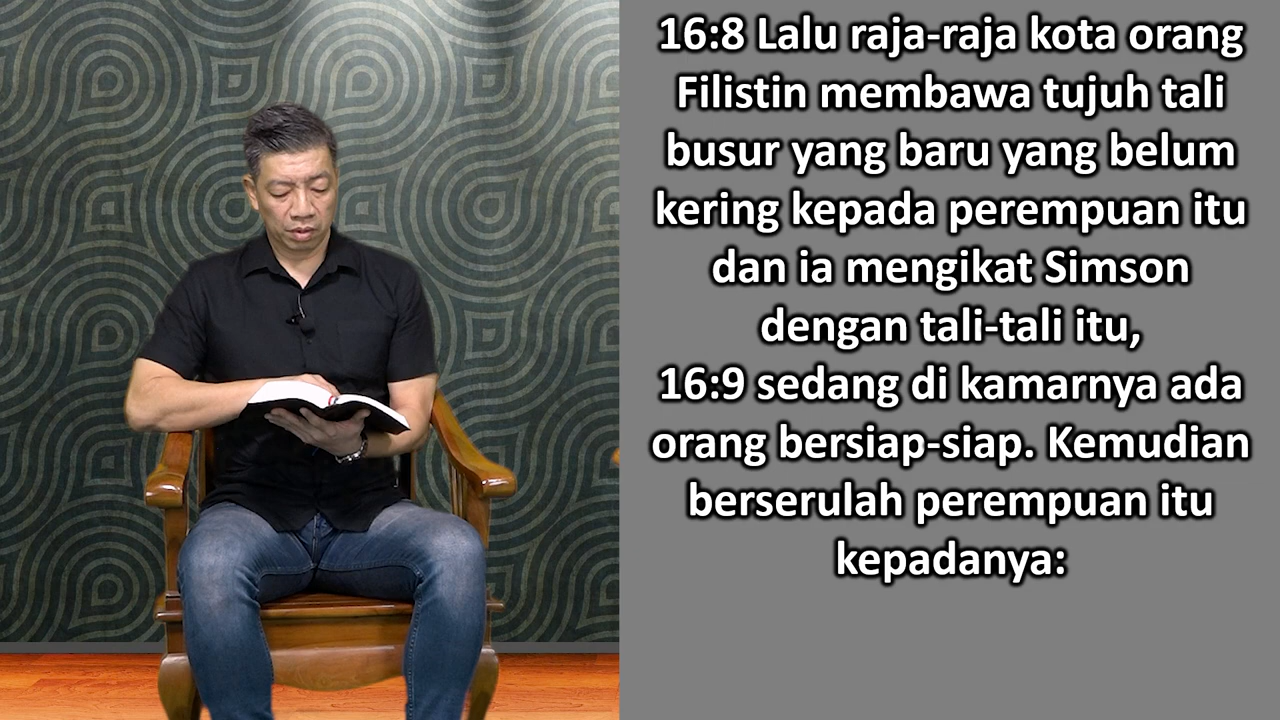 16:8 Lalu raja-raja kota orang
Filistin membawa tujuh tali
busur yang baru yang belum
kering kepada perempuan itu
dan ia mengikat Simson
dengan tali-tali itu,
16:9 sedang di kamarnya ada
orang bersiap-siap. Kemudian
berserulah perempuan itu
kepadanya: